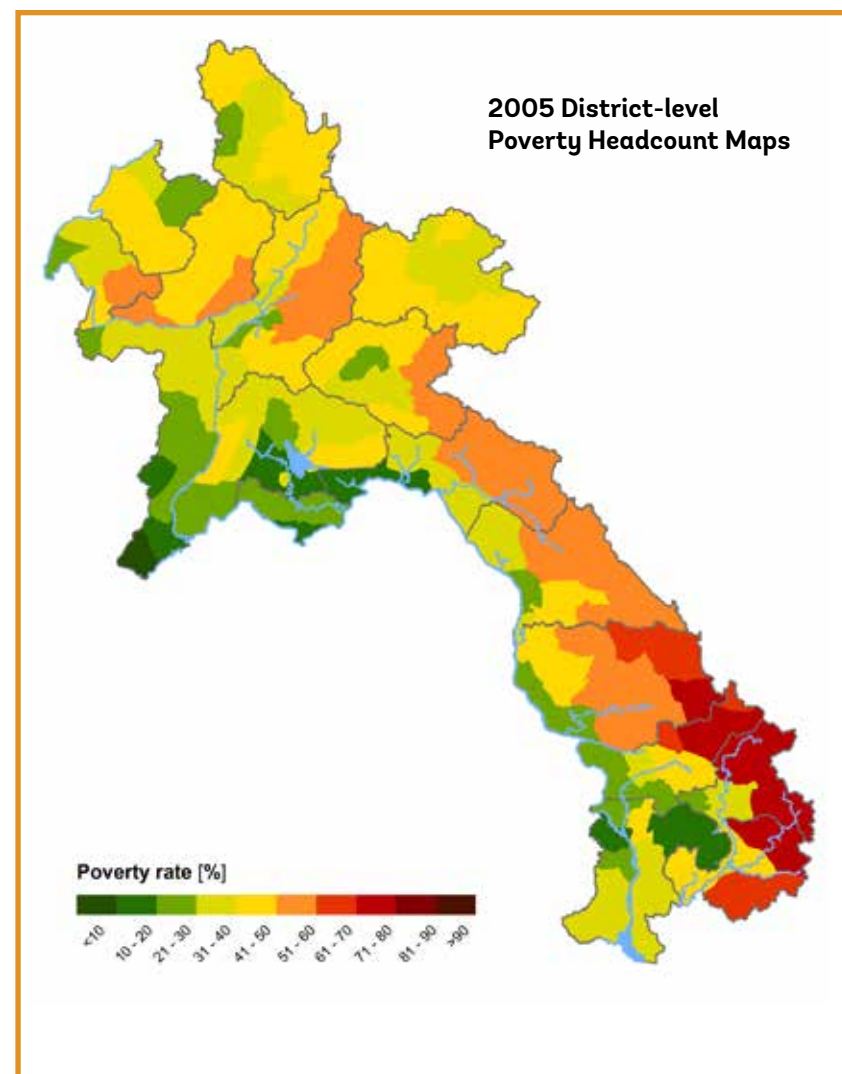 2005 District-level
Poverty Headcount Maps
Poverty rate [%]
<10
10 - 20
21 - 30
31 - 40
41 - 50
51 - 60
61 - 70
71 - 80
81 - 90
>90